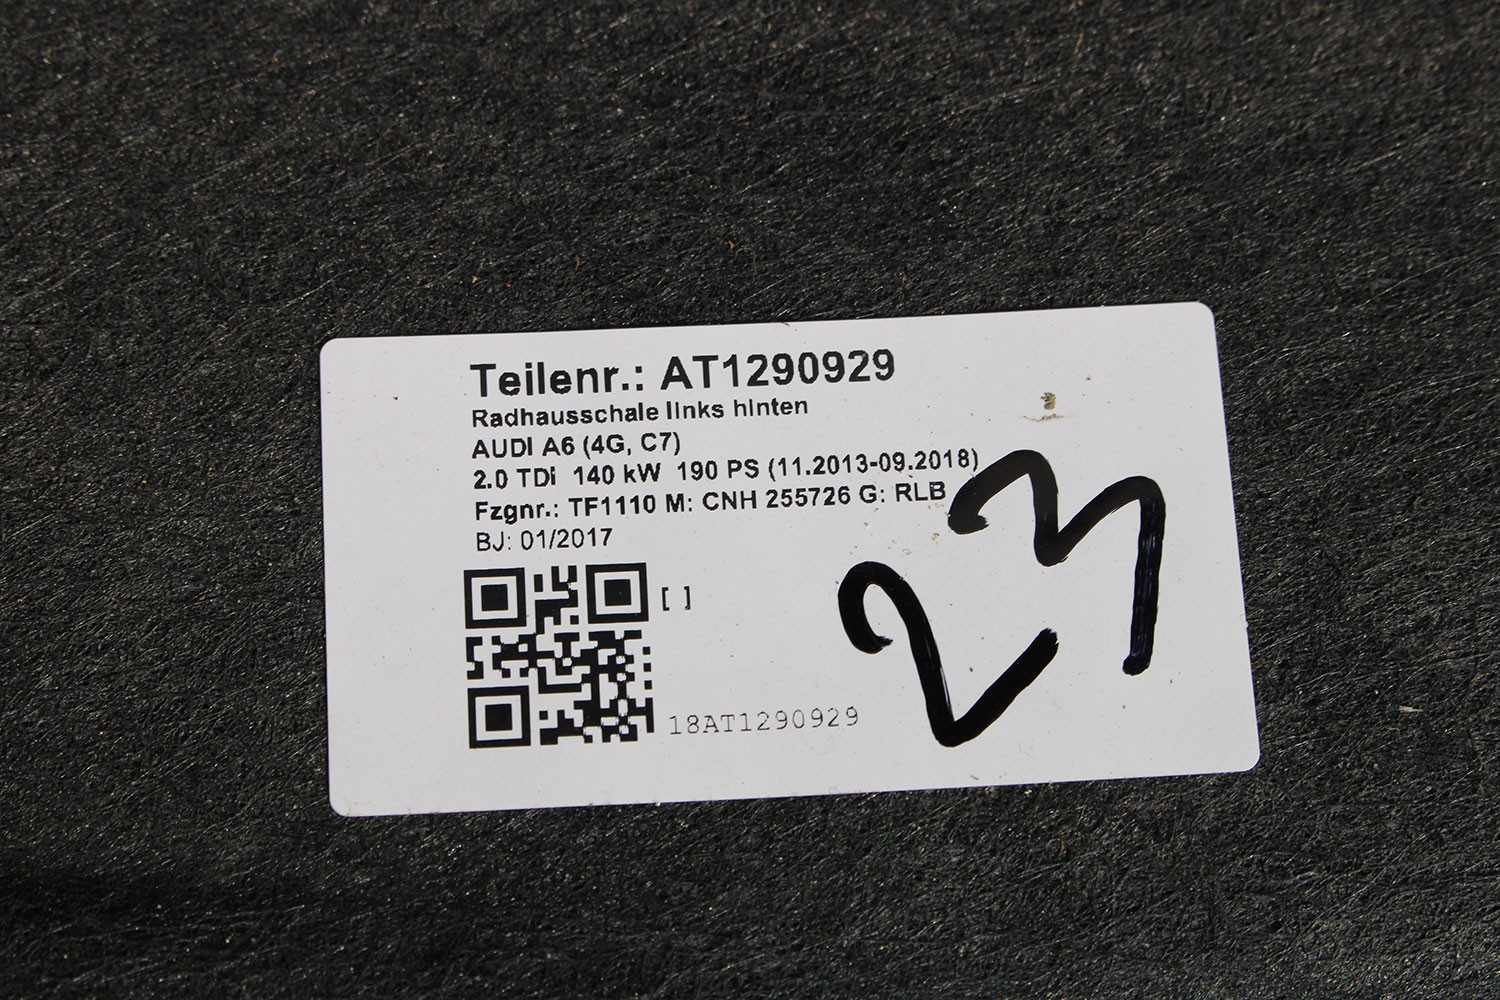 Teilenr.: AT1290929
Radhausschale links hinten
AUDI A6 (4G, C7)
2.0 TDi 140 kW 190 PS (11.2013-09.2018)
Fzgnr.: TF1110 M: CNH 255726 G: RLB
BJ: 01/2017
[ ]
18AT1290929
23